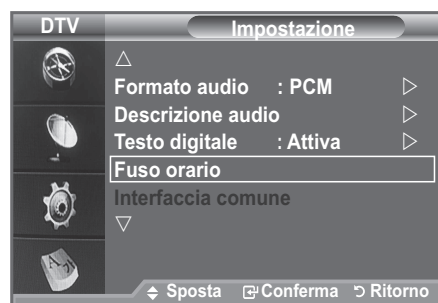 DTV Impostazione
△
Formato audio : PCM ▷
Descrizione audio ▷
Testo digitale : Attiva ▷
Fuso orario
Interfaccia comune
▽
Sposta Conferma Ritorno